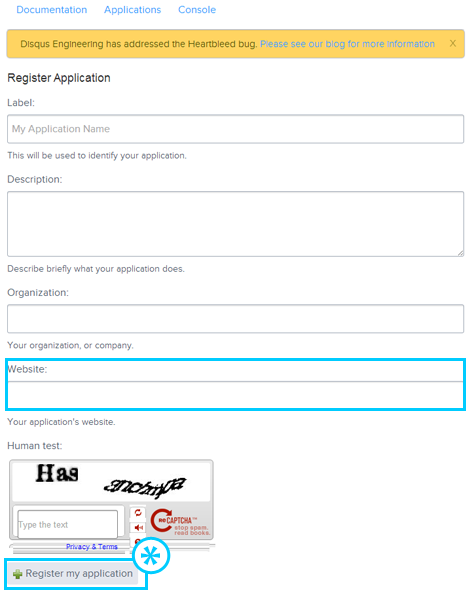 Documentation Applications Console
Disqus Engineering has addressed the Heartbleed bug. Please see our blog for more information X
Register Application
Label:
My Application Name
This will be used to identify your application.
Description:
Describe briefly what your application does.
Organization:
Your organization, or company.
Website:
Your application's website.
Human test:
Has
Type the text
reCAPTCHA™
stop spam.
read books.
Privacy & Terms
Register my application